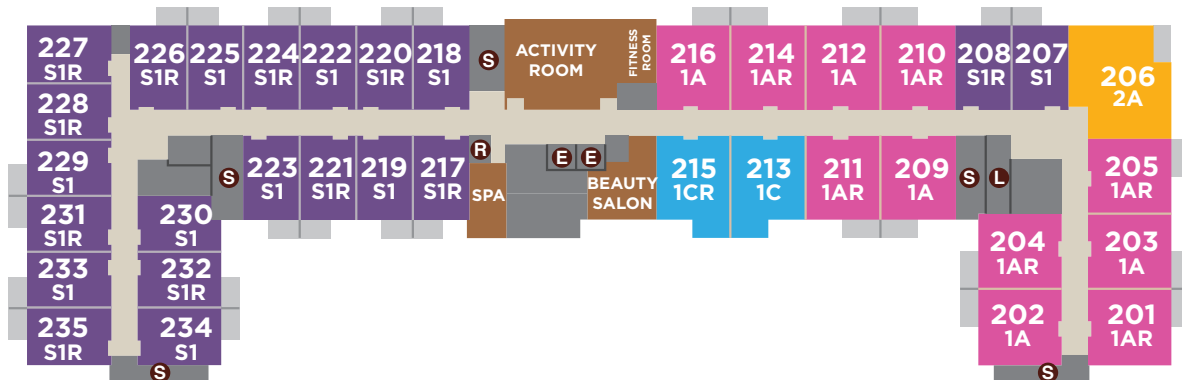 227
S1R
226
S1R
225
S1
224
S1R
222
S1
220
S1R
218
S1
S
ACTIVITY
ROOM
FITNESS
ROOM
216
1A
214
1AR
212
1A
210
1AR
208
S1R
207
S1
206
2A
228
S1R
229
S1
S
223
S1
221
S1R
219
S1
217
S1R
R
SPA
E
E
BEAUTY
SALON
215
1CR
213
1C
211
1AR
209
1A
S
L
205
1AR
231
S1R
230
S1
204
1AR
203
1A
233
S1
232
S1R
235
S1R
234
S1
202
1A
201
1AR
S
S